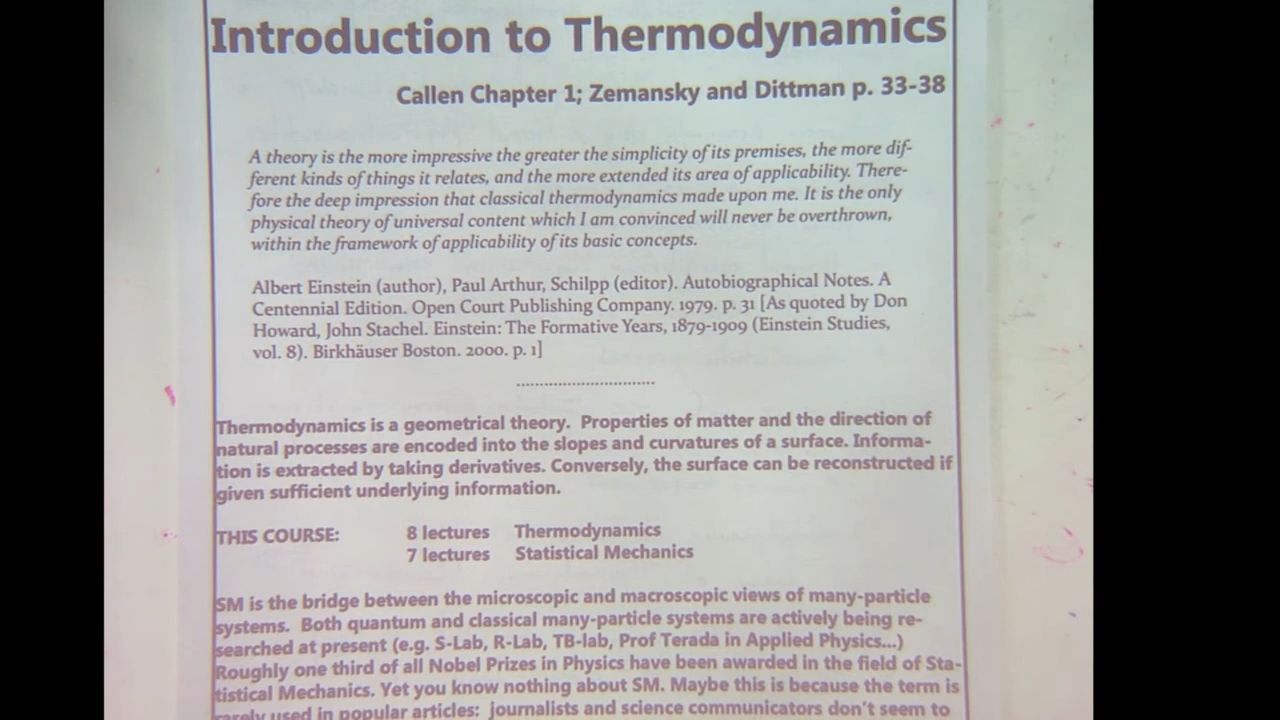 Introduction to Thermodynamics
Callen Chapter 1; Zemansky and Dittman p. 33-38
A theory is the more impressive the greater the simplicity of its premises, the more dif-
ferent kinds of things it relates, and the more extended its area of applicability. There-
fore the deep impression that classical thermodynamics made upon me. It is the only
physical theory of universal content which I am convinced will never be overthrown,
within the framework of applicability of its basic concepts.
Albert Einstein (author), Paul Arthur, Schilpp (editor). Autobiographical Notes. A
Centennial Edition. Open Court Publishing Company. 1979. p. 31 [As quoted by Don
Howard, John Stachel. Einstein: The Formative Years, 1879-1909 (Einstein Studies,
vol. 8). Birkhäuser Boston. 2000. p. 1]
Thermodynamics is a geometrical theory. Properties of matter and the direction of
natural processes are encoded into the slopes and curvatures of a surface. Informa-
tion is extracted by taking derivatives. Conversely, the surface can be reconstructed if
given sufficient underlying information.
THIS COURSE: 8 lectures Thermodynamics
7 lectures Statistical Mechanics
SM is the bridge between the microscopic and macroscopic views of many-particle
systems. Both quantum and classical many-particle systems are actively being re-
searched at present (e.g. S-Lab, R-Lab, TB-lab, Prof Terada in Applied Physics...)
Roughly one third of all Nobel Prizes in Physics have been awarded in the field of Sta-
tistical Mechanics. Yet you know nothing about SM. Maybe this is because the term is
rarely used in popular articles: journalists and science communicators don't seem to